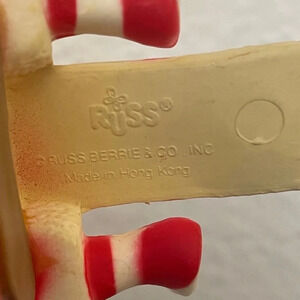 RUSS®
© RUSS BERRIE & CO., INC
Made in Hong Kong